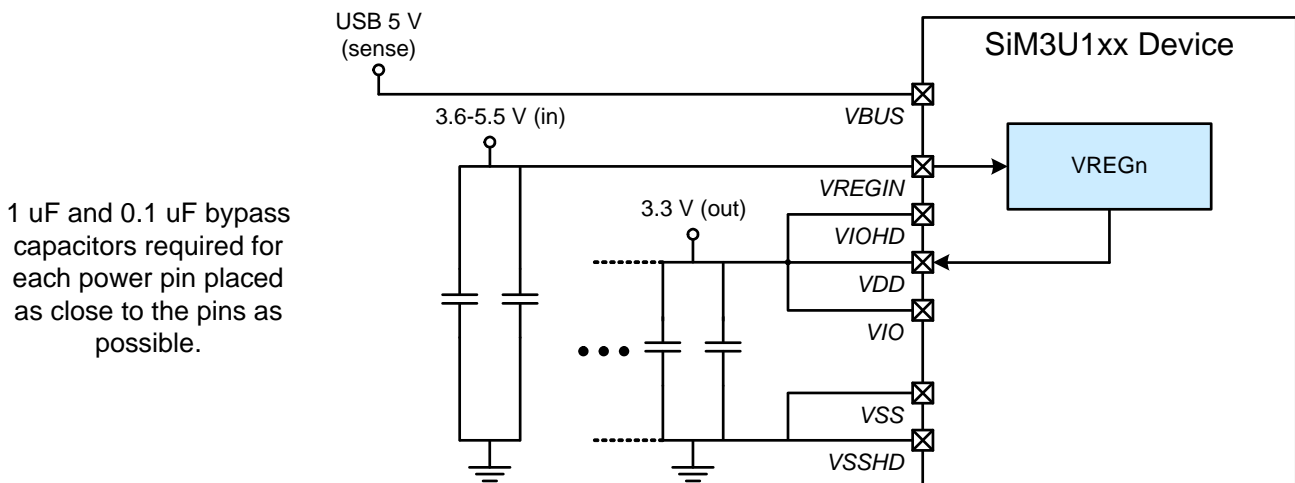 USB 5 V
(sense)
SiM3U1xx Device
VBUS
3.6-5.5 V (in)
VREGn
VREGIN
1 uF and 0.1 uF bypass
capacitors required for
each power pin placed
as close to the pins as
possible.
3.3 V (out)
VIOHD
VDD
VIO
VSS
VSSHD